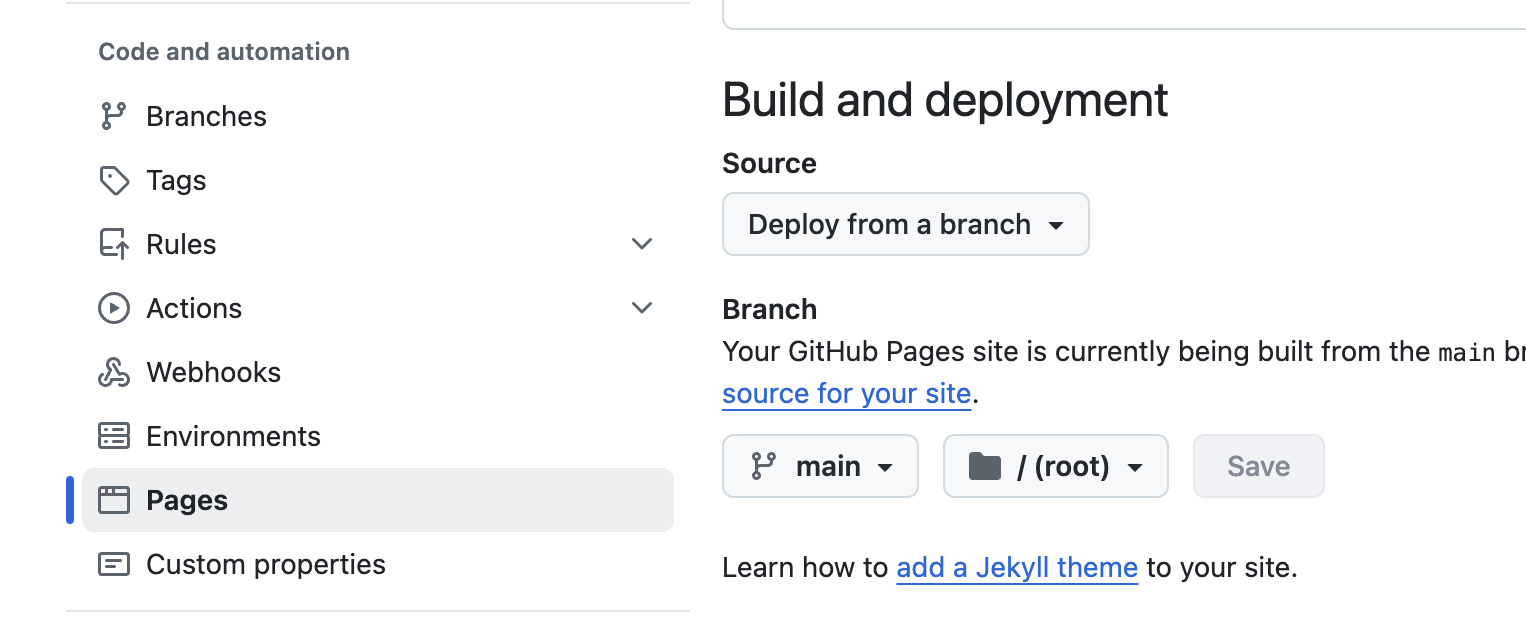 Code and automation
Branches
Tags
Rules
Actions
Webhooks
Environments
Pages
Custom properties
Build and deployment
Source
Deploy from a branch
Branch
Your GitHub Pages site is currently being built from the main
source for your site.
main
/ (root)
Save
Learn how to add a Jekyll theme to your site.